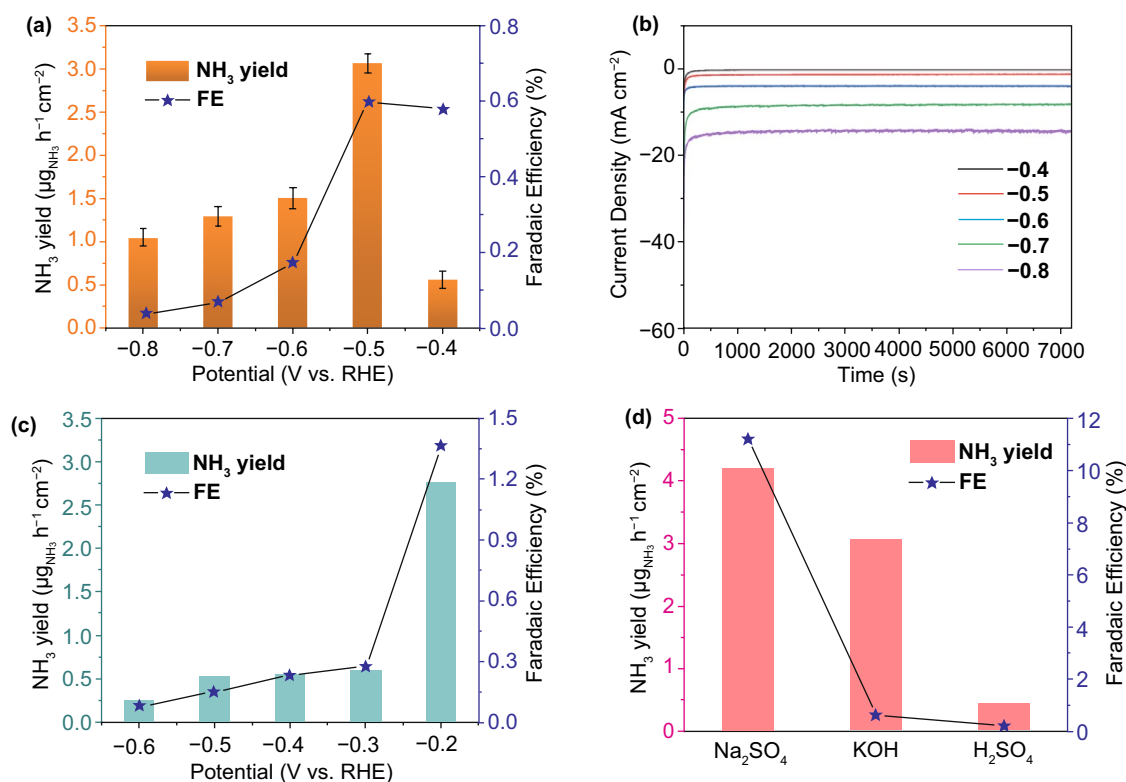 (a)
3.5
3.0
2.5
2.0
1.5
1.0
0.5
0.0
NH₃ yield (µg_NH₃ h⁻¹ cm⁻²)
NH₃ yield
FE
0.8
0.6
0.4
0.2
0.0
Faradaic Efficiency (%)
−0.8 −0.7 −0.6 −0.5 −0.4
Potential (V vs. RHE)
(b)
0
−20
−40
−60
Current Density (mA cm⁻²)
−0.4
−0.5
−0.6
−0.7
−0.8
0 1000 2000 3000 4000 5000 6000 7000
Time (s)
(c)
3.5
3.0
2.5
2.0
1.5
1.0
0.5
0.0
NH₃ yield (µg_NH₃ h⁻¹ cm⁻²)
NH₃ yield
FE
1.5
1.2
0.9
0.6
0.3
0.0
Faradaic Efficiency (%)
−0.6 −0.5 −0.4 −0.3 −0.2
Potential (V vs. RHE)
(d)
5
4
3
2
1
0
NH₃ yield (µg_NH₃ h⁻¹ cm⁻²)
NH₃ yield
FE
12
10
8
6
4
2
0
Faradaic Efficiency (%)
Na₂SO₄ KOH H₂SO₄